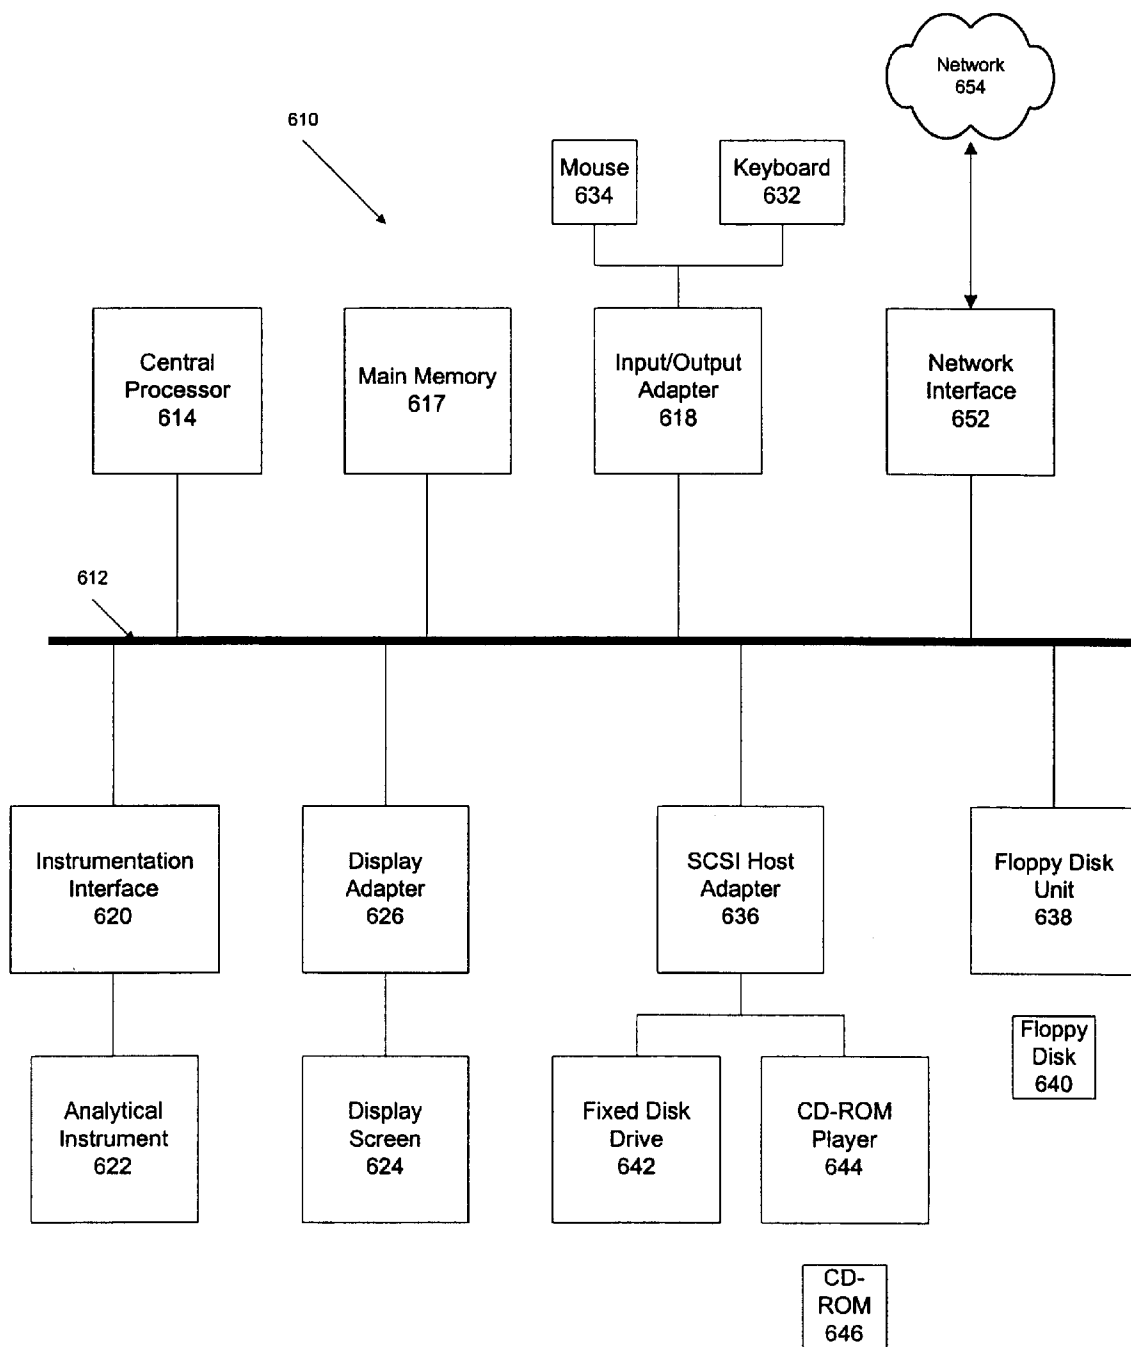 Network
654
610
Mouse
634
Keyboard
632
Central
Processor
614
Main Memory
617
Input/Output
Adapter
618
Network
Interface
652
612
Instrumentation
Interface
620
Display
Adapter
626
SCSI Host
Adapter
636
Floppy Disk
Unit
638
Floppy
Disk
640
Analytical
Instrument
622
Display
Screen
624
Fixed Disk
Drive
642
CD-ROM
Player
644
CD-
ROM
646